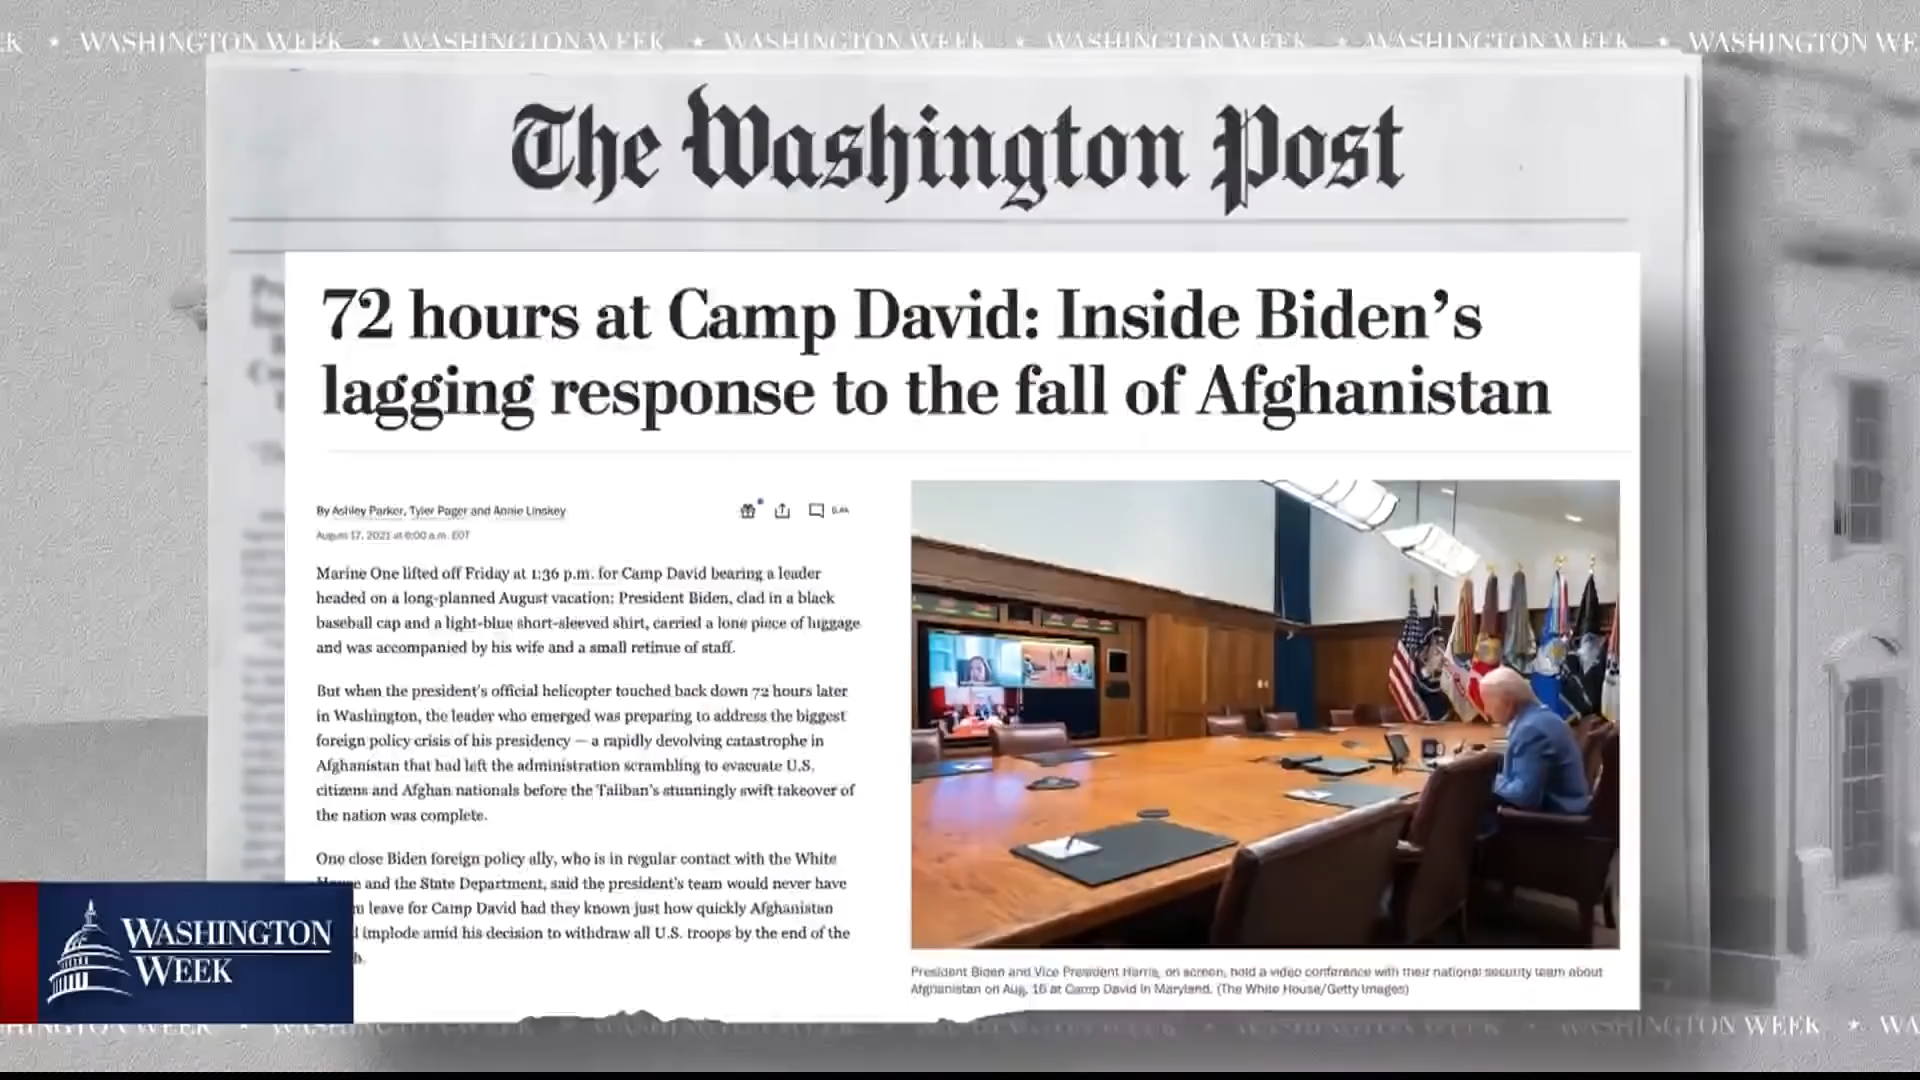 WASHINGTON WEEK * WASHINGTON WEEK * WASHINGTON WEEK * WASHINGTON WEEK * WASHINGTON WEEK
The Washington Post
72 hours at Camp David: Inside Biden’s
lagging response to the fall of Afghanistan
By Ashley Parker, Tyler Pager and Annie Linskey
August 17, 2021 at 6:00 a.m. EDT
Marine One lifted off Friday at 1:36 p.m. for Camp David bearing a leader
headed on a long-planned August vacation: President Biden, clad in a black
baseball cap and a light-blue short-sleeved shirt, carried a lone piece of luggage
and was accompanied by his wife and a small retinue of staff.
But when the president’s official helicopter touched back down 72 hours later
in Washington, the leader who emerged was preparing to address the biggest
foreign policy crisis of his presidency — a rapidly devolving catastrophe in
Afghanistan that had left the administration scrambling to evacuate U.S.
citizens and Afghan nationals before the Taliban’s stunningly swift takeover of
the nation was complete.
One close Biden foreign policy ally, who is in regular contact with the White
and the State Department, said the president’s team would never have
leave for Camp David had they known just how quickly Afghanistan
implode amid his decision to withdraw all U.S. troops by the end of the
President Biden and Vice President Harris, on screen, hold a video conference with their national security team about
Afghanistan on Aug. 15 at Camp David in Maryland. (The White House/Getty Images)
WASHINGTON
WEEK
WASHINGTON WEEK *